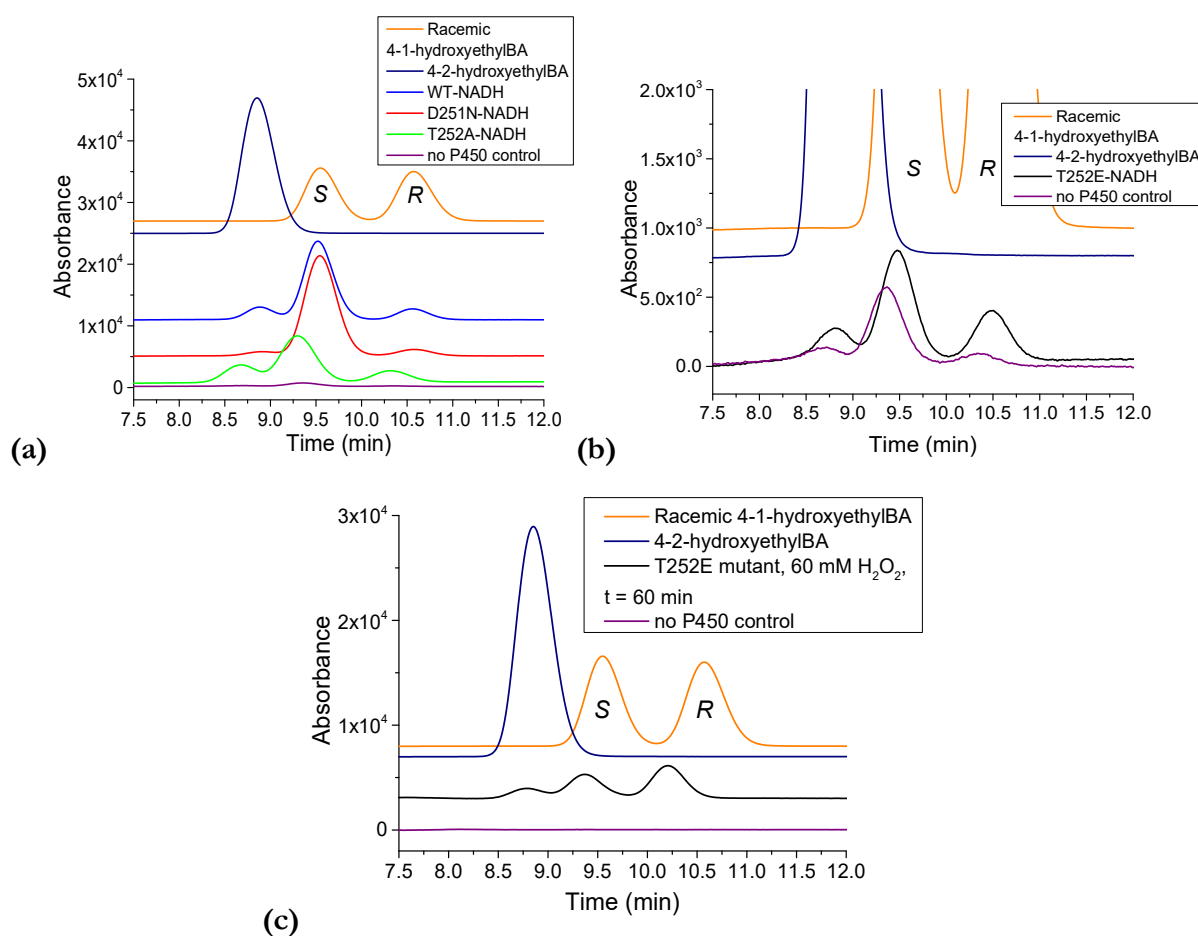 Racemic
4-1-hydroxyethylBA
4-2-hydroxyethylBA
WT-NADH
D251N-NADH
T252A-NADH
no P450 control
5x10⁴
4x10⁴
2x10⁴
1x10⁴
0
Absorbance
S
R
7.5 8.0 8.5 9.0 9.5 10.0 10.5 11.0 11.5 12.0
Time (min)
(a)
Racemic
4-1-hydroxyethylBA
4-2-hydroxyethylBA
T252E-NADH
no P450 control
2.0x10³
1.5x10³
1.0x10³
5.0x10²
0.0
Absorbance
S
R
7.5 8.0 8.5 9.0 9.5 10.0 10.5 11.0 11.5 12.0
Time (min)
(b)
Racemic 4-1-hydroxyethylBA
4-2-hydroxyethylBA
T252E mutant, 60 mM H₂O₂,
t = 60 min
no P450 control
3x10⁴
2x10⁴
1x10⁴
0
Absorbance
S
R
7.5 8.0 8.5 9.0 9.5 10.0 10.5 11.0 11.5 12.0
Time (min)
(c)